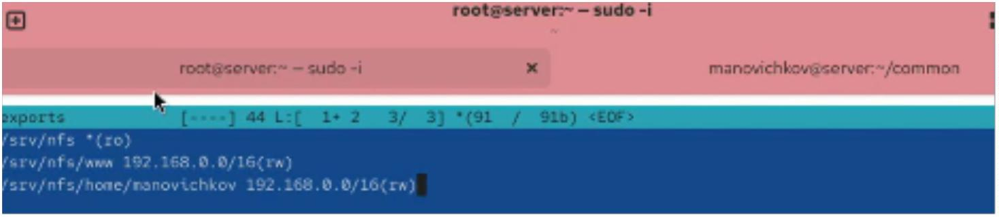 root@server:~ — sudo -i
~
root@server:~ — sudo -i
manovichkov@server:~/common
exports [----] 44 L:[ 1+ 2 3/ 3] *(91 / 91b) <EOF>
/srv/nfs *(ro)
/srv/nfs/www 192.168.0.0/16(rw)
/srv/nfs/home/manovichkov 192.168.0.0/16(rw)